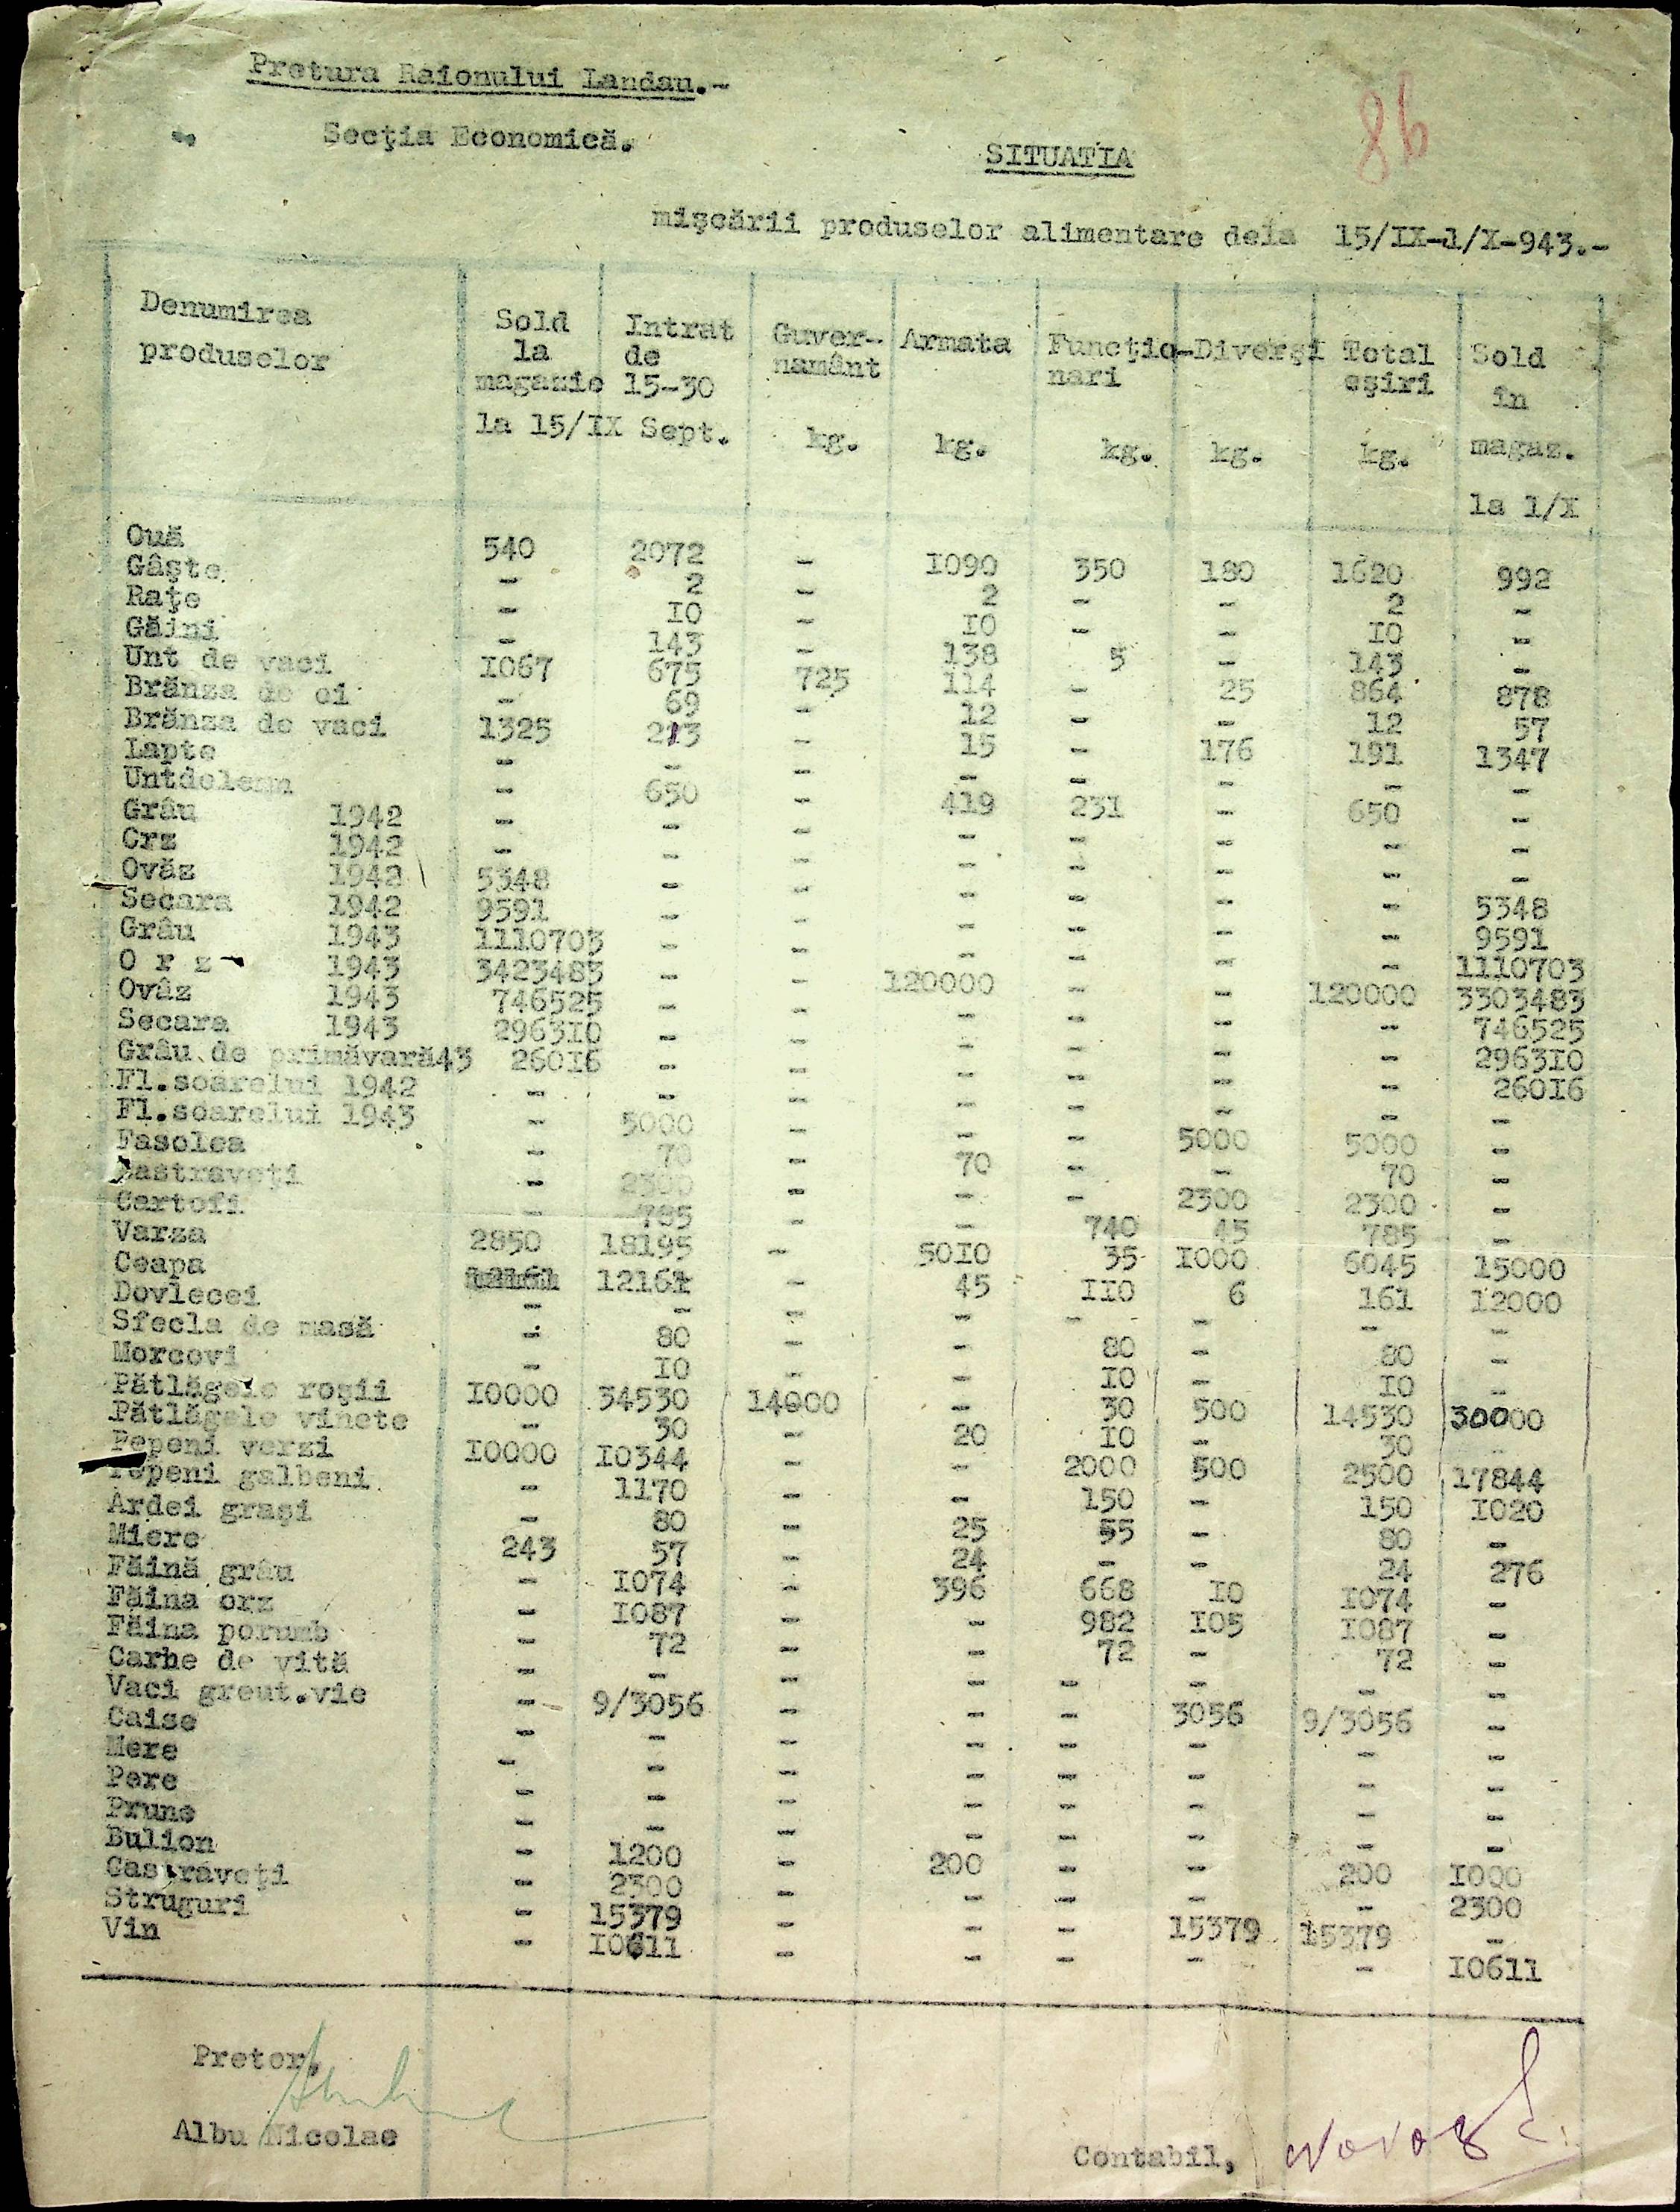 Pretura Raionului Landau.-
86
Secţia Economică.
SITUATIA
mişcării produselor alimentare dela 15/IX-1/X-943.-
Denumirea produselor | Sold la magazie la 15/IX | Intrat de 15-30 Sept. | Guver-namânt kg. | Armata kg. | Funcţio-nari kg. | Diverşi kg. | Total eşiri kg. | Sold în magaz. la 1/X
Ouă 540 2072 - 1090 350 180 1620 992
Gâşte - 2 - 2 - - 2 -
Raţe - 10 - 10 - - 10 -
Găini - 143 - 138 5 - 143 -
Unt de vaci 1067 675 725 114 - 25 864 878
Brănza de oi - 69 - 12 - - 12 57
Brănza de vaci 1325 213 - 15 - 176 191 1347
Lapte - - - - - - - -
Untdelemn - 650 - 419 231 - 650 -
Grâu 1942 - - - - - - - -
Orz 1942 - - - - - - - -
Ovăz 1942 5348 - - - - - - 5348
Secara 1942 9591 - - - - - - 9591
Grâu 1943 1110703 - - - - - - 1110703
O r z 1943 3423483 - - 120000 - - 120000 3303483
Ovâz 1943 746525 - - - - - - 746525
Secara 1943 296310 - - - - - - 296310
Grâu de primăvară43 26016 - - - - - - 26016
Fl.soarelui 1942 - - - - - - - -
Fl.soarelui 1943 - 5000 - - - 5000 5000 -
Fasolea - 70 - 70 - - 70 -
Castraveţi - 2300 - - - 2300 2300 -
Cartofi - 785 - - 740 45 785 -
Varza 2850 18195 - 5010 35 1000 6045 15000
Ceapa 12161 - 45 110 6 161 12000
Dovlecei - - - - - - - -
Sfecla de masă - 80 - - 80 - 80 -
Morcovi - 10 - - 10 - 10 -
Pătlăgele roşii 10000 34530 14000 - 30 500 14530 30000
Pătlăgele vinete - 30 - 20 10 - 30 -
Pepeni verzi 10000 10344 - - 2000 500 2500 17844
Pepeni galbeni - 1170 - - 150 - 150 1020
Ardei graşi - 80 - 25 55 - 80 -
Miere 243 57 - 24 - - 24 276
Făină grâu - 1074 - 396 668 10 1074 -
Făina orz - 1087 - - 982 105 1087 -
Făina porumb - 72 - - 72 - 72 -
Carne de vită - - - - - - - -
Vaci greut.vie - 9/3056 - - - 3056 9/3056 -
Caise - - - - - - - -
Mere - - - - - - - -
Pere - - - - - - - -
Prune - - - - - - - -
Bulion - 1200 - 200 - - 200 1000
Castraveţi - 2300 - - - - - 2300
Struguri - 15379 - - - 15379 15379 -
Vin - 10611 - - - - - 10611
Pretor,
Albu Nicolae
Contabil,